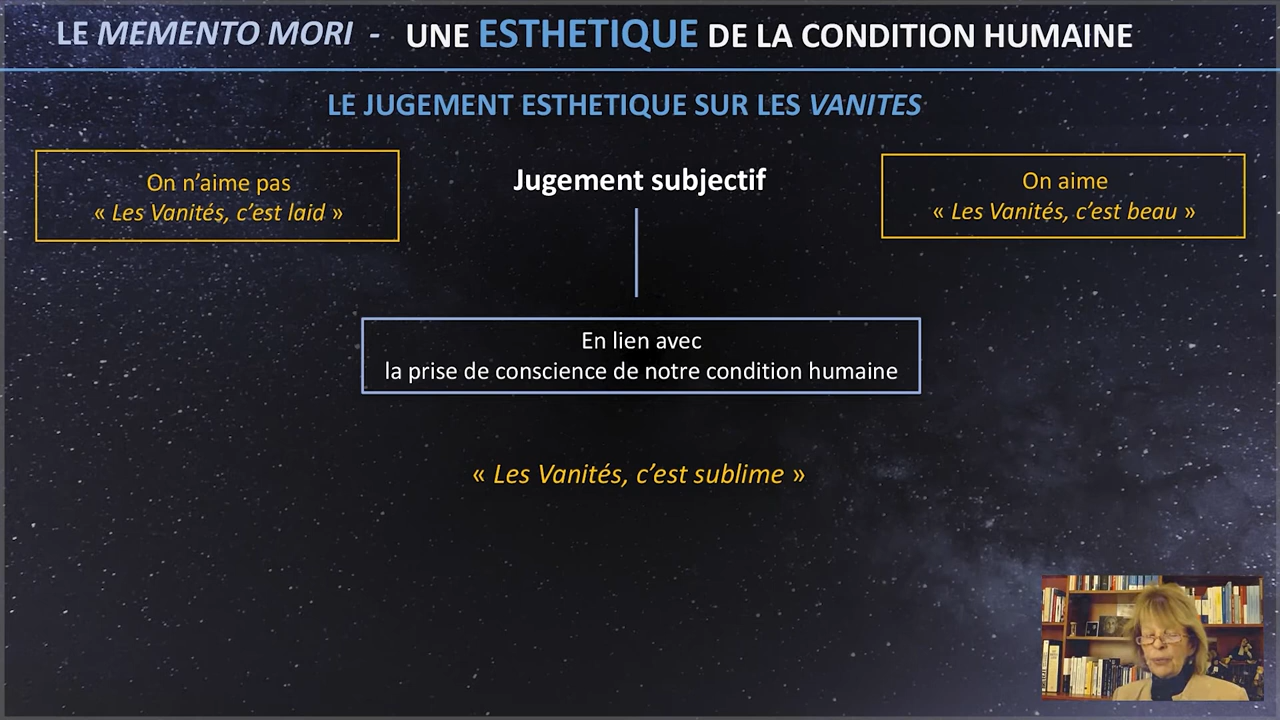 LE MEMENTO MORI - UNE ESTHETIQUE DE LA CONDITION HUMAINE
LE JUGEMENT ESTHETIQUE SUR LES VANITES
On n'aime pas
« Les Vanités, c'est laid »
Jugement subjectif
On aime
« Les Vanités, c'est beau »
En lien avec
la prise de conscience de notre condition humaine
« Les Vanités, c'est sublime »